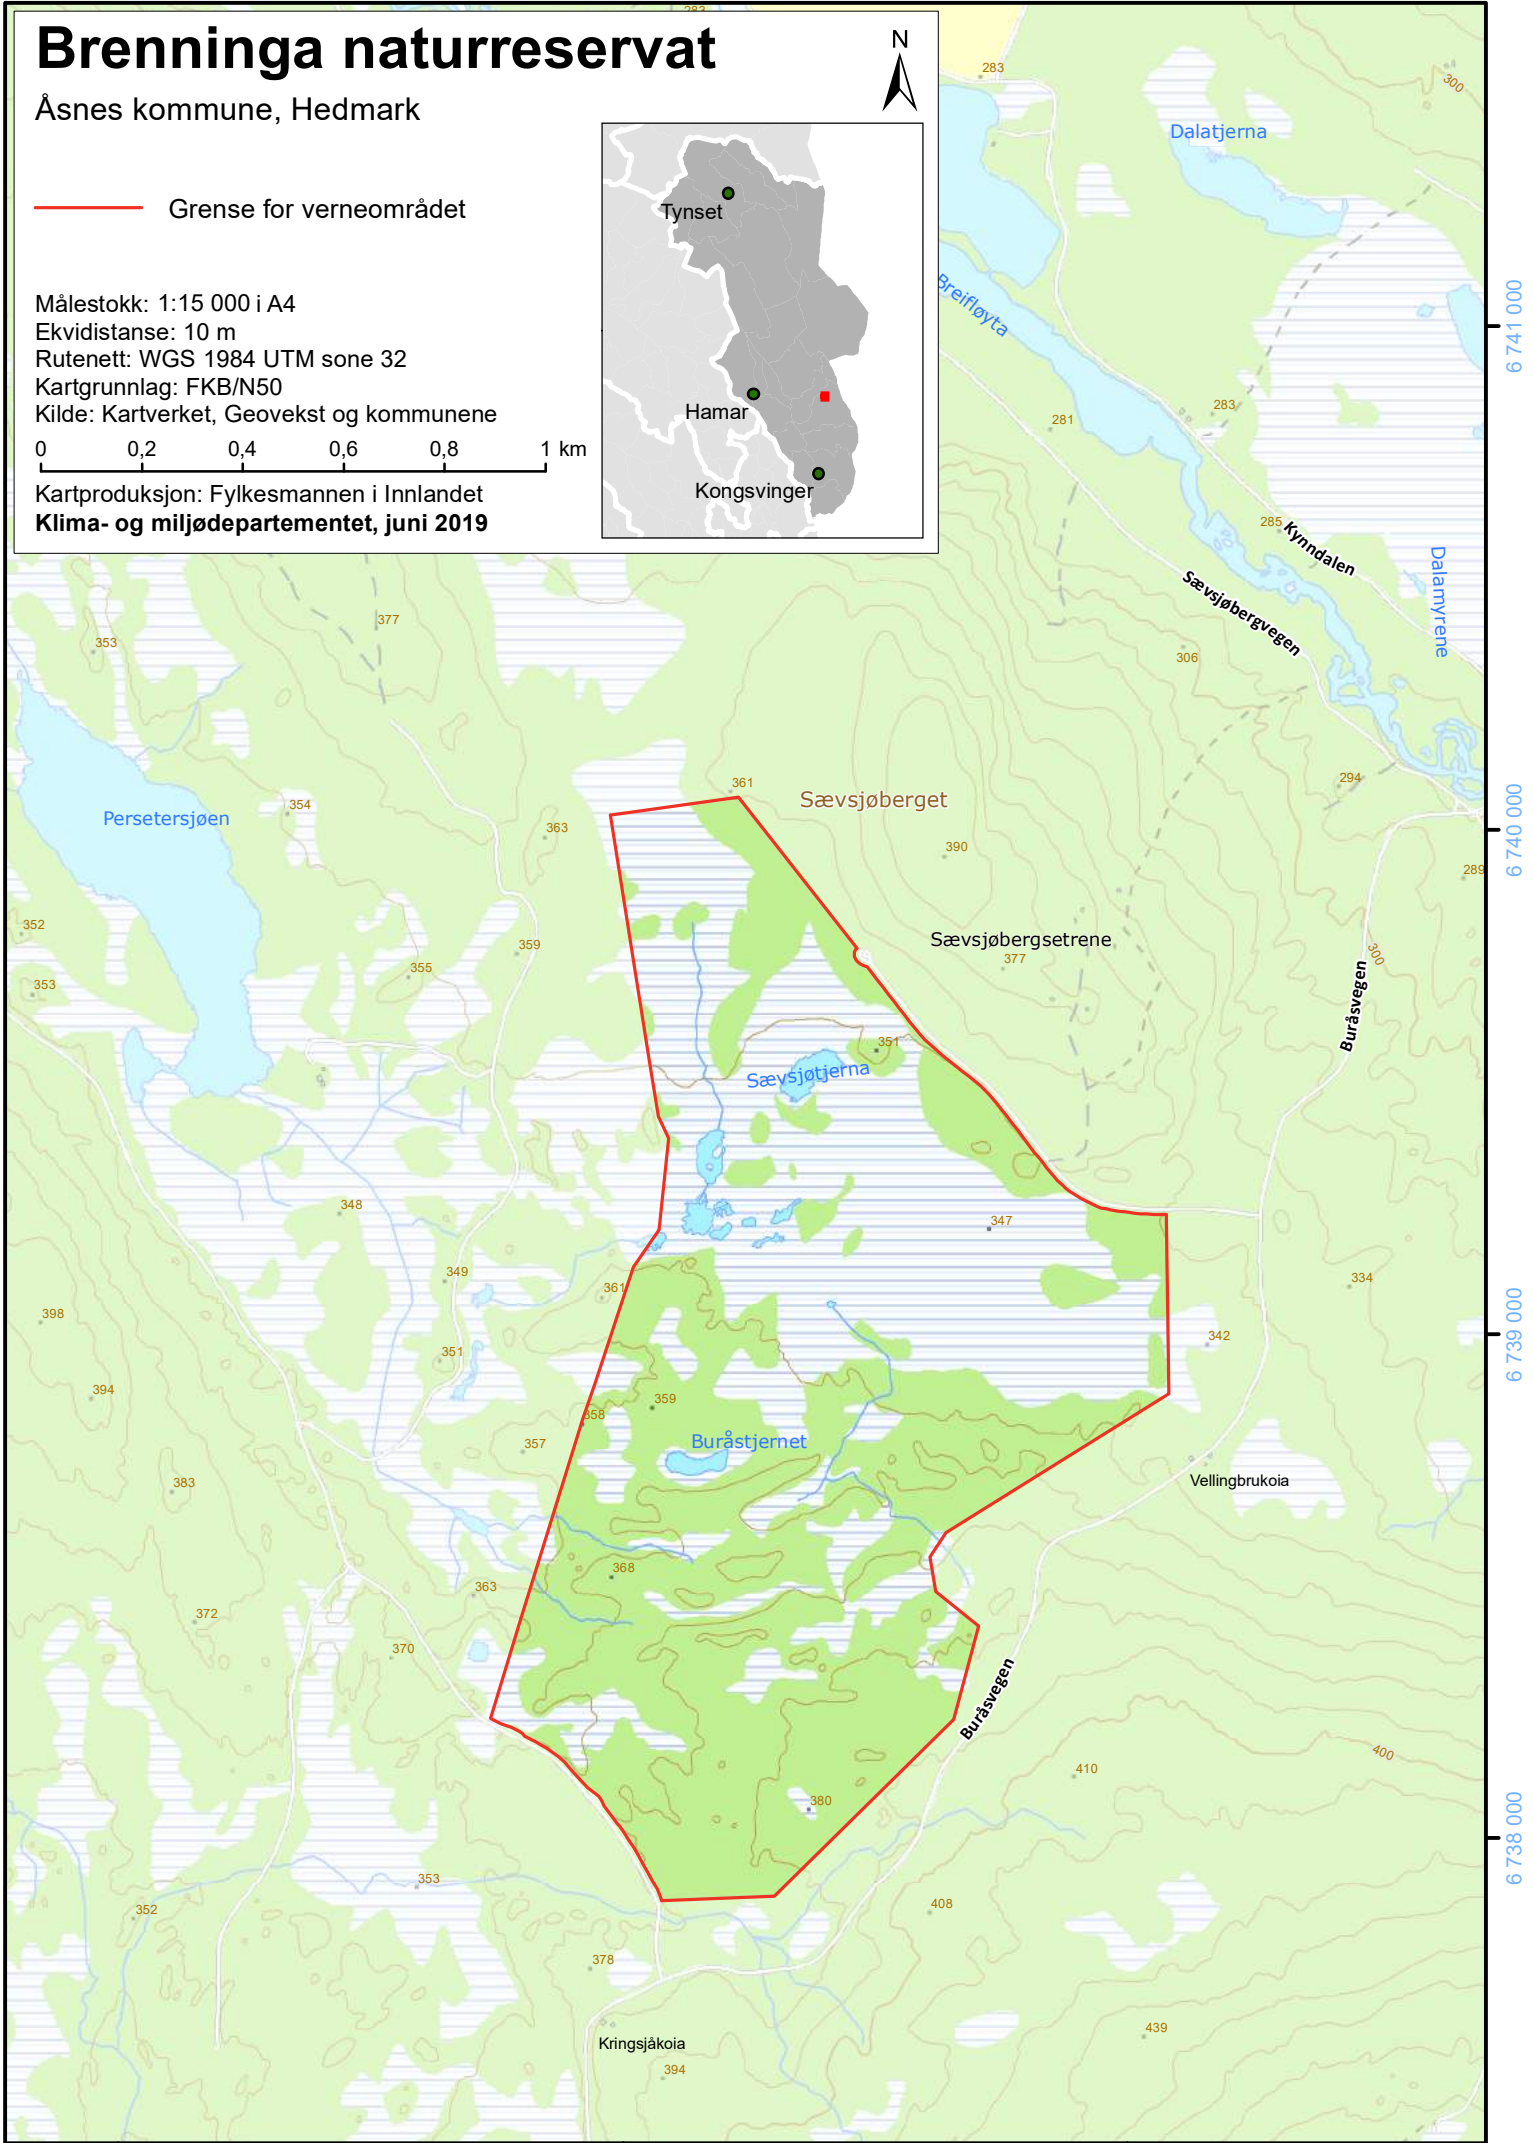 Brenninga naturreservat
Åsnes kommune, Hedmark
N
Grense for verneområdet
Målestokk: 1:15 000 i A4
Ekvidistanse: 10 m
Rutenett: WGS 1984 UTM sone 32
Kartgrunnlag: FKB/N50
Kilde: Kartverket, Geovekst og kommunene
0 0,2 0,4 0,6 0,8 1 km
Kartproduksjon: Fylkesmannen i Innlandet
Klima- og miljødepartementet, juni 2019
Tynset
Hamar
Kongsvinger
283
300
Dalatjerna
Breifløyta
6 741 000
283
281
285
Kynndalen
Sævsjøbergvegen
Dalamyrene
377
353
306
294
361
Sævsjøberget
354
Persetersjøen
363
6 740 000
390
289
352
359
Sævsjøbergsetrene
377
300
355
353
Buråsvegen
351
Sævsjøtjerna
348
347
349
361
334
398
342
6 739 000
351
394
359
358
357
Buråstjernet
383
Vellingbrukoia
368
363
372
370
Buråsvegen
400
410
380
6 738 000
353
352
408
378
439
Kringsjåkoia
394